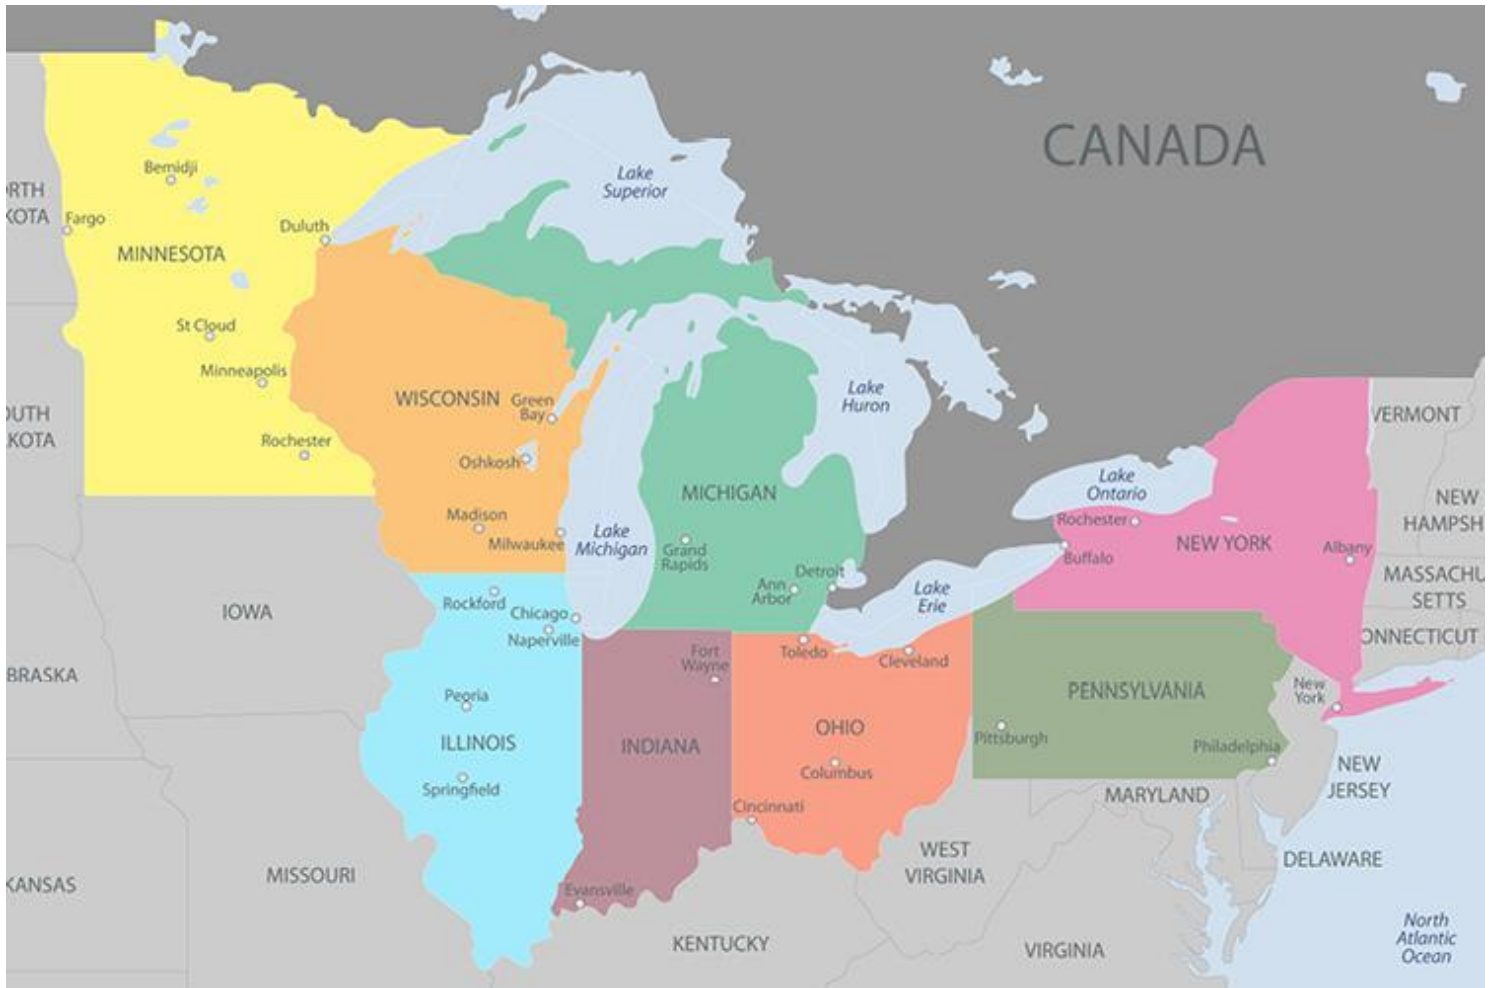 CANADA
Lake
Superior
Bemidji
RTH
KOTA
Fargo
Duluth
MINNESOTA
St Cloud
Minneapolis
WISCONSIN
Green
Bay
Lake
Huron
OUTH
KOTA
VERMONT
Rochester
Oshkosh
MICHIGAN
Lake
Ontario
NEW
HAMPSH
Madison
Milwaukee
Lake
Michigan
Grand
Rapids
Rochester
NEW YORK
Albany
Buffalo
Ann
Arbor
Detroit
Lake
Erie
MASSACHU
SETTS
IOWA
Rockford
Chicago
Naperville
ONNECTICUT
Fort
Wayne
Toledo
Cleveland
BRASKA
Peoria
PENNSYLVANIA
New
York
ILLINOIS
INDIANA
OHIO
Pittsburgh
Philadelphia
Springfield
Columbus
NEW
JERSEY
Cincinnati
MARYLAND
KANSAS
MISSOURI
WEST
VIRGINIA
DELAWARE
Evansville
KENTUCKY
VIRGINIA
North
Atlantic
Ocean